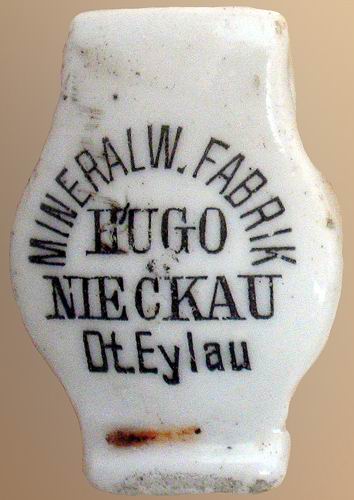 MINERALW. FABRIK
HUGO
NIECKAU
Dt.Eylau